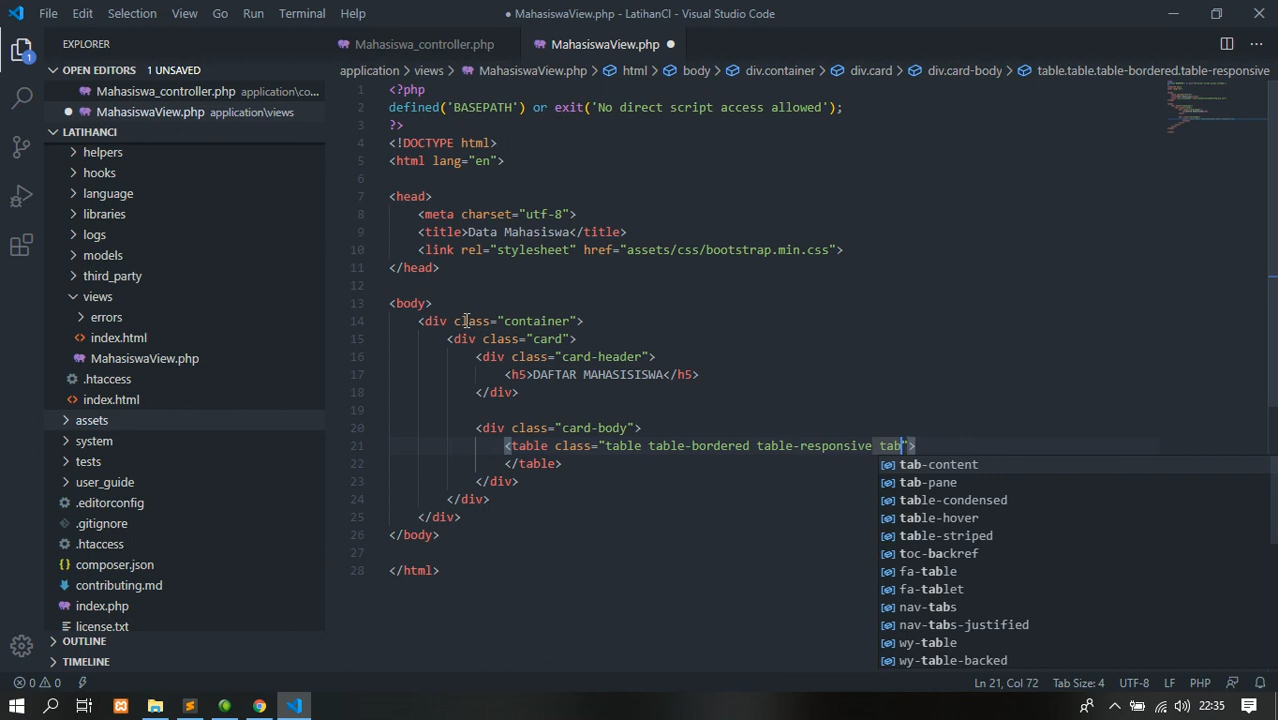 File Edit Selection View Go Run Terminal Help
● MahasiswaView.php - LatihanCI - Visual Studio Code
EXPLORER
OPEN EDITORS 1 UNSAVED
Mahasiswa_controller.php application\co...
MahasiswaView.php application\views
LATIHANCI
helpers
hooks
language
libraries
logs
models
third_party
views
errors
index.html
MahasiswaView.php
.htaccess
index.html
assets
system
tests
user_guide
.editorconfig
.gitignore
.htaccess
composer.json
contributing.md
index.php
license.txt
OUTLINE
TIMELINE
1
Mahasiswa_controller.php MahasiswaView.php ●
application > views > MahasiswaView.php > html > body > div.container > div.card > div.card-body > table.table.table-bordered.table-responsive
1 <?php
2 defined('BASEPATH') or exit('No direct script access allowed');
3 ?>
4 <!DOCTYPE html>
5 <html lang="en">
6
7 <head>
8 <meta charset="utf-8">
9 <title>Data Mahasiswa</title>
10 <link rel="stylesheet" href="assets/css/bootstrap.min.css">
11 </head>
12
13 <body>
14 <div class="container">
15 <div class="card">
16 <div class="card-header">
17 <h5>DAFTAR MAHASISISWA</h5>
18 </div>
19
20 <div class="card-body">
21 <table class="table table-bordered table-responsive tab">
22 </table>
23 </div>
24 </div>
25 </div>
26 </body>
27
28 </html>
tab-content
tab-pane
table-condensed
table-hover
table-striped
toc-backref
fa-table
fa-tablet
nav-tabs
nav-tabs-justified
wy-table
wy-table-backed
0 0
Ln 21, Col 72 Tab Size: 4 UTF-8 LF PHP
22:35